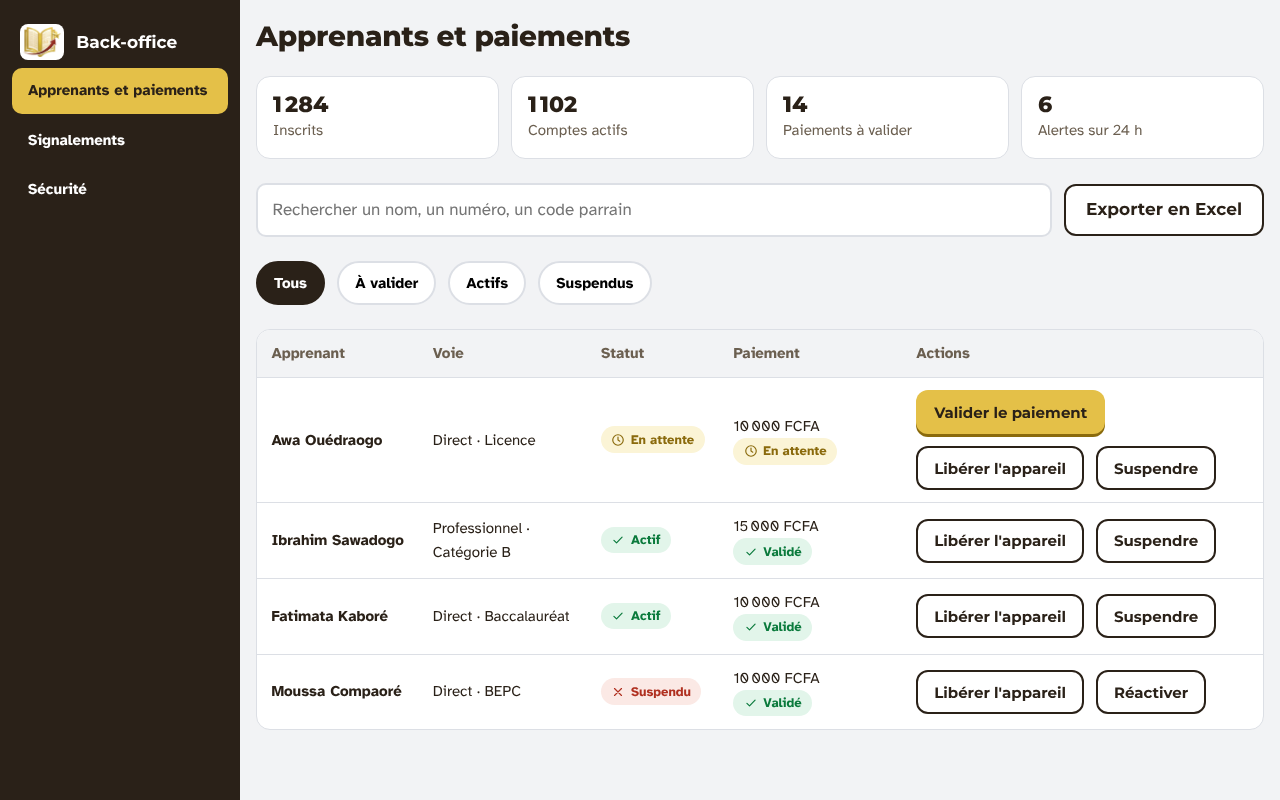 Back-office
Apprenants et paiements
Signalements
Sécurité
Apprenants et paiements
1 284
Inscrits
1 102
Comptes actifs
14
Paiements à valider
6
Alertes sur 24 h
Rechercher un nom, un numéro, un code parrain
Exporter en Excel
Tous
À valider
Actifs
Suspendus
Apprenant Voie Statut Paiement Actions
Awa Ouédraogo
Direct · Licence
En attente
10 000 FCFA
En attente
Valider le paiement
Libérer l'appareil
Suspendre
Ibrahim Sawadogo
Professionnel ·
Catégorie B
Actif
15 000 FCFA
Validé
Libérer l'appareil
Suspendre
Fatimata Kaboré
Direct · Baccalauréat
Actif
10 000 FCFA
Validé
Libérer l'appareil
Suspendre
Moussa Compaoré
Direct · BEPC
Suspendu
10 000 FCFA
Validé
Libérer l'appareil
Réactiver